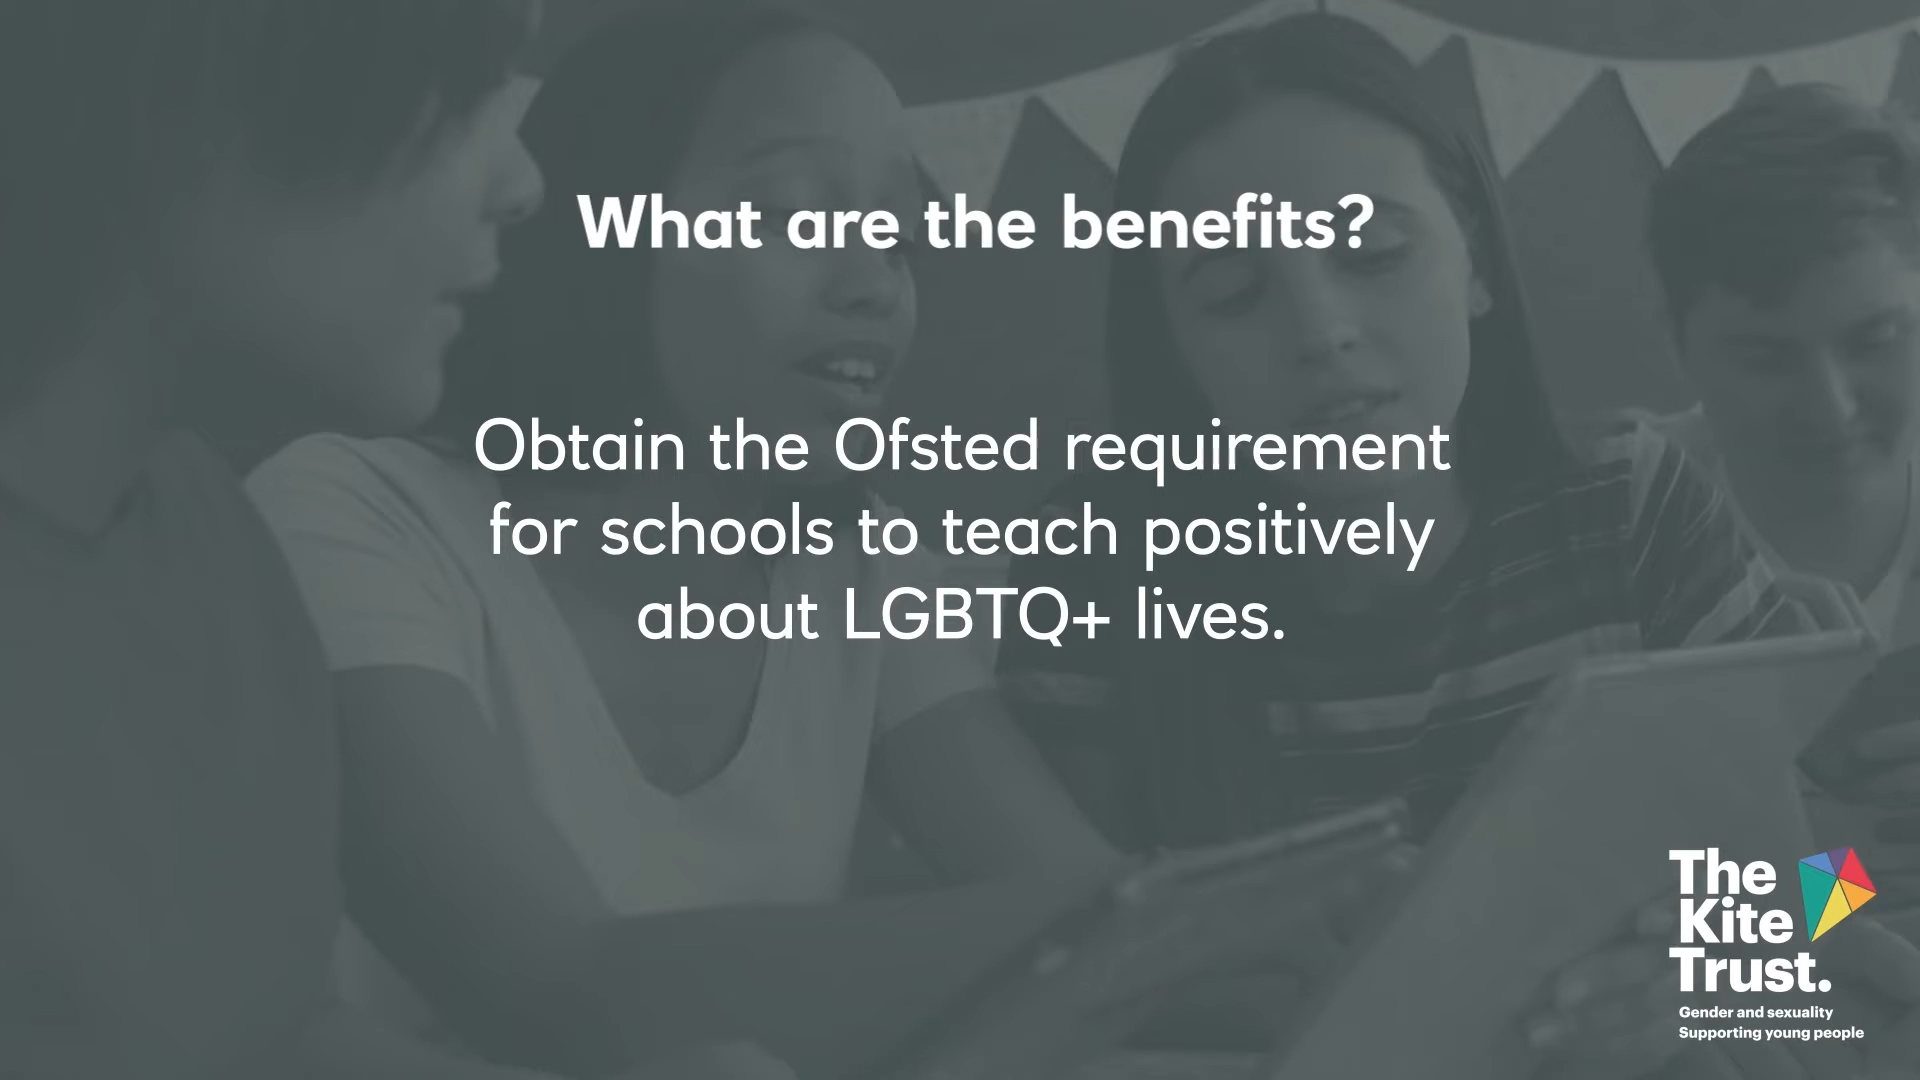 What are the benefits?
Obtain the Ofsted requirement
for schools to teach positively
about LGBTQ+ lives.
The
Kite
Trust.
Gender and sexuality
Supporting young people